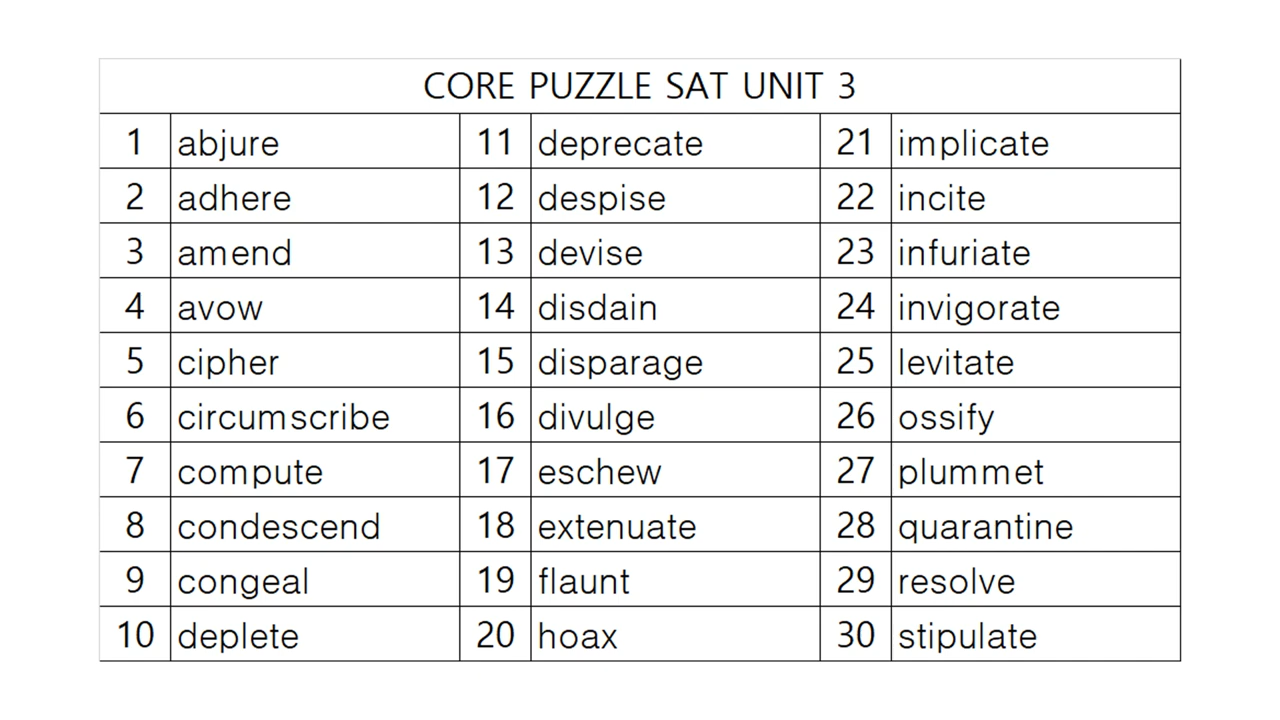 CORE PUZZLE SAT UNIT 3
1 abjure 11 deprecate 21 implicate
2 adhere 12 despise 22 incite
3 amend 13 devise 23 infuriate
4 avow 14 disdain 24 invigorate
5 cipher 15 disparage 25 levitate
6 circumscribe 16 divulge 26 ossify
7 compute 17 eschew 27 plummet
8 condescend 18 extenuate 28 quarantine
9 congeal 19 flaunt 29 resolve
10 deplete 20 hoax 30 stipulate